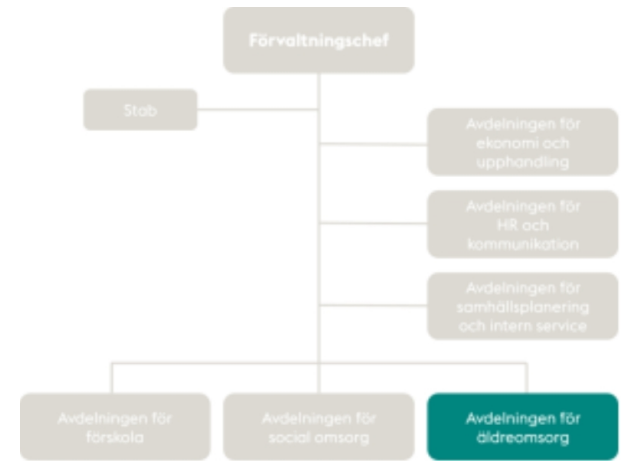 Förvaltningschef
Stab
Avdelningen för
ekonomi och
upphandling
Avdelningen för
HR och
kommunikation
Avdelningen för
samhällsplanering
och intern service
Avdelningen för
förskola
Avdelningen för
social omsorg
Avdelningen för
äldreomsorg